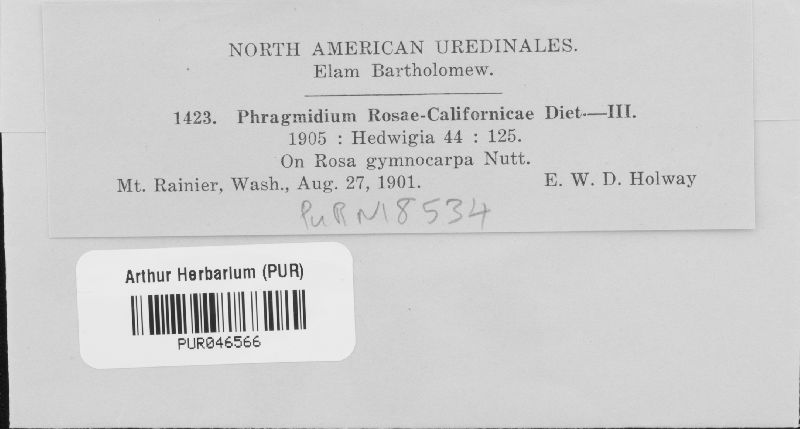 NORTH AMERICAN UREDINALES.
Elam Bartholomew.
1423. Phragmidium Rosae-Californicae Diet.—III.
1905 : Hedwigia 44 : 125.
On Rosa gymnocarpa Nutt.
Mt. Rainier, Wash., Aug. 27, 1901. E. W. D. Holway
PuR N18534
Arthur Herbarium (PUR)
PUR046566